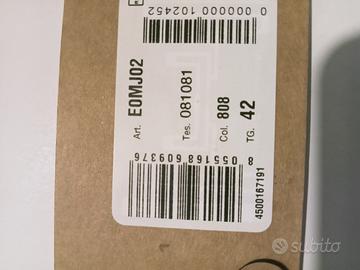 0 000000 102452
Art. E0MJ02
Tes. 081081
Col. 808
TG. 42
8 055168 609376
4500167191
subito